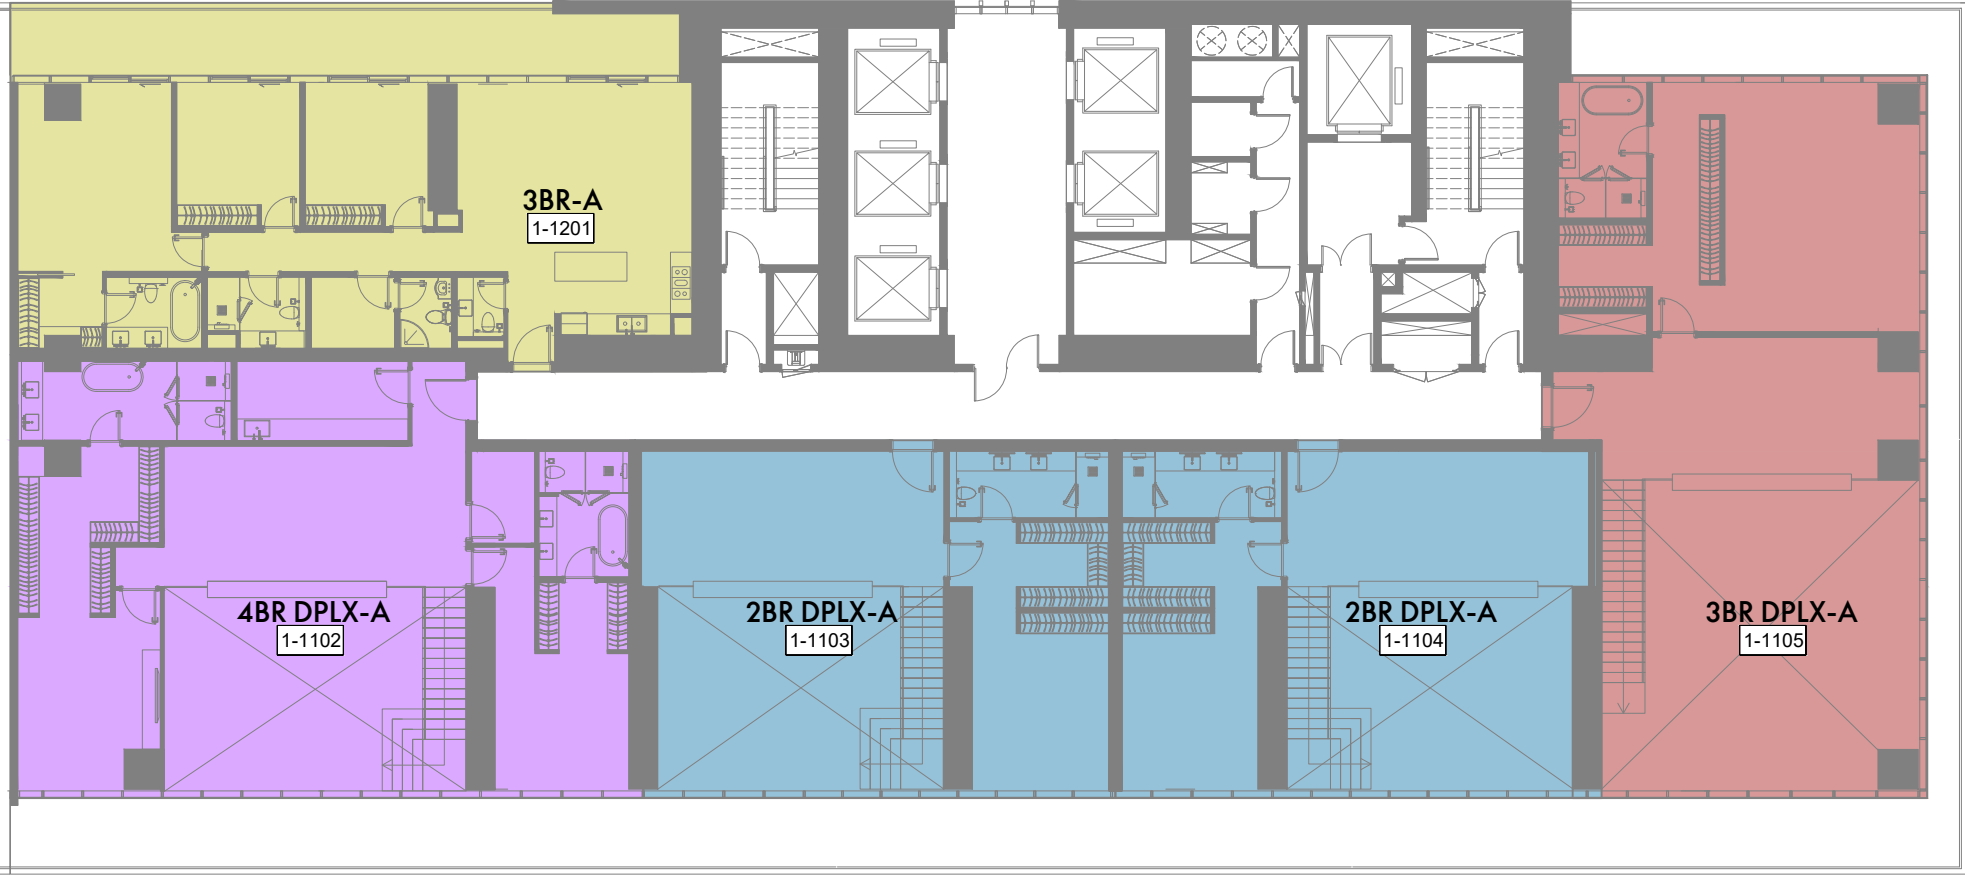 3BR-A
1-1201
4BR DPLX-A
1-1102
2BR DPLX-A
1-1103
2BR DPLX-A
1-1104
3BR DPLX-A
1-1105